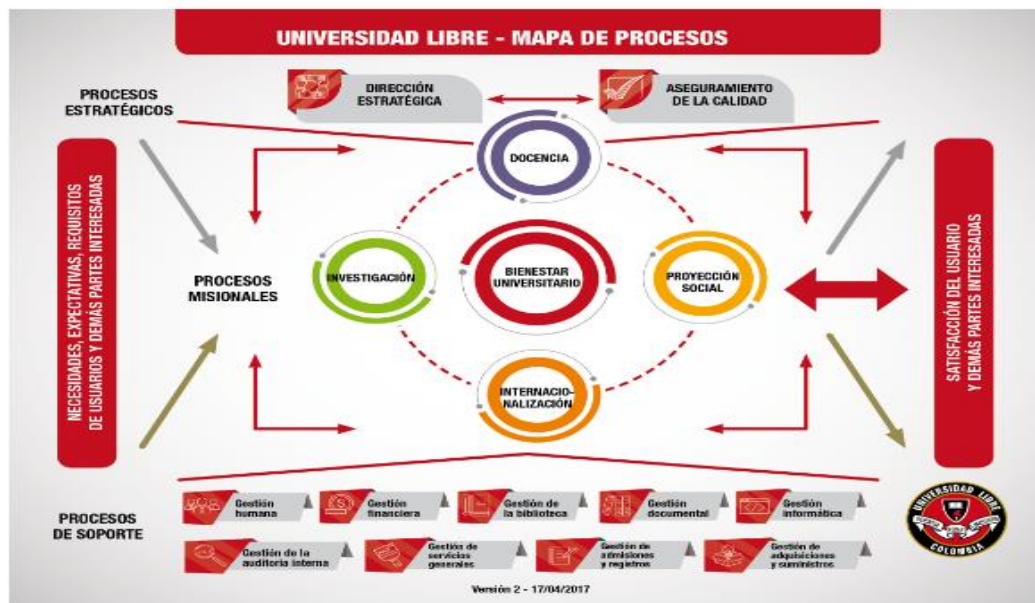 UNIVERSIDAD LIBRE - MAPA DE PROCESOS
PROCESOS
ESTRATÉGICOS
DIRECCIÓN
ESTRATÉGICA
ASEGURAMIENTO
DE LA CALIDAD
NECESIDADES, EXPECTATIVAS, REQUISITOS
DE USUARIOS Y DEMÁS PARTES INTERESADAS
PROCESOS
MISIONALES
DOCENCIA
INVESTIGACIÓN
BIENESTAR
UNIVERSITARIO
PROYECCIÓN
SOCIAL
INTERNACIO-
NALIZACIÓN
SATISFACCIÓN DEL USUARIO
Y DEMÁS PARTES INTERESADAS
PROCESOS
DE SOPORTE
Gestión
humana
Gestión
financiera
Gestión de
la biblioteca
Gestión
documental
Gestión
informática
Gestión de la
auditoria interna
Gestión de
servicios
generales
Gestión de
admisiones
y registros
Gestión de
adquisiciones
y suministros
UNIVERSIDAD LIBRE
COLOMBIA
Versión 2 - 17/04/2017